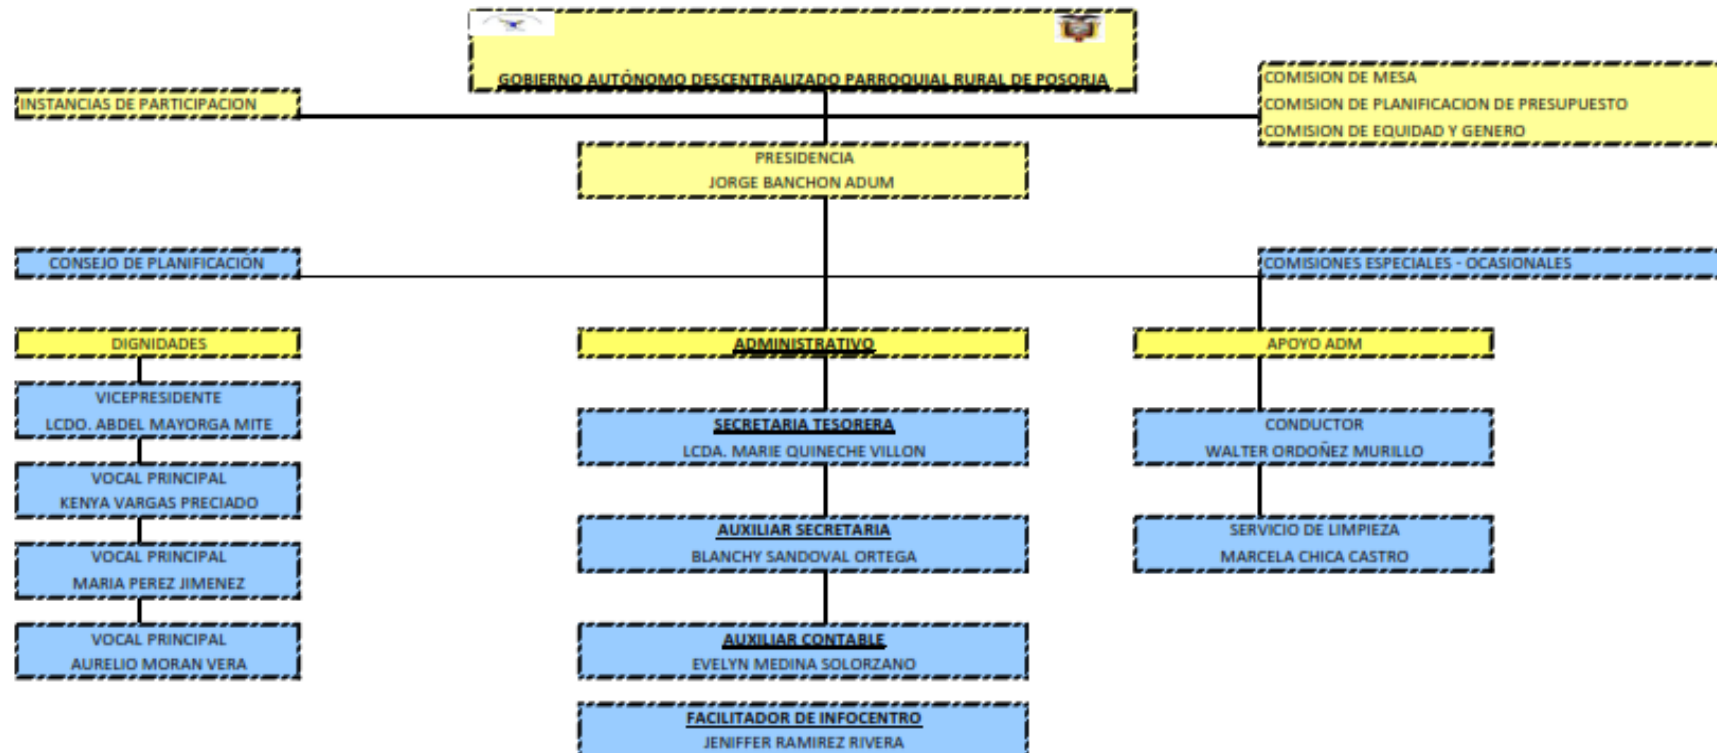 GOBIERNO AUTÓNOMO DESCENTRALIZADO PARROQUIAL RURAL DE POSORJA
INSTANCIAS DE PARTICIPACION
COMISION DE MESA
COMISION DE PLANIFICACION DE PRESUPUESTO
COMISION DE EQUIDAD Y GENERO
PRESIDENCIA
JORGE BANCHON ADUM
CONSEJO DE PLANIFICACIÓN
COMISIONES ESPECIALES - OCASIONALES
DIGNIDADES
VICEPRESIDENTE
LCDO. ABDEL MAYORGA MITE
VOCAL PRINCIPAL
KENYA VARGAS PRECIADO
VOCAL PRINCIPAL
MARIA PEREZ JIMENEZ
VOCAL PRINCIPAL
AURELIO MORAN VERA
ADMINISTRATIVO
SECRETARIA TESORERA
LCDA. MARIE QUINECHE VILLON
AUXILIAR SECRETARIA
BLANCHY SANDOVAL ORTEGA
AUXILIAR CONTABLE
EVELYN MEDINA SOLORZANO
FACILITADOR DE INFOCENTRO
JENIFFER RAMIREZ RIVERA
APOYO ADM
CONDUCTOR
WALTER ORDOÑEZ MURILLO
SERVICIO DE LIMPIEZA
MARCELA CHICA CASTRO